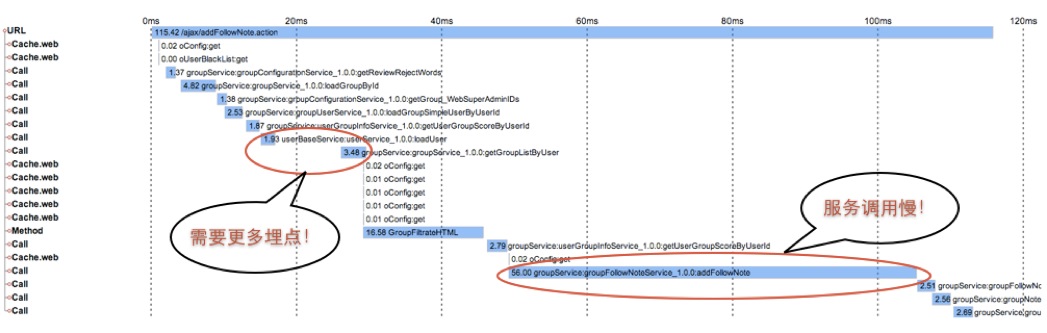 0ms 20ms 40ms 60ms 80ms 100ms 120ms
URL 115.42 /ajax/addFollowNote.action
Cache.web 0.02 oConfig:get
Cache.web 0.00 oUserBlackList:get
Call 1.37 groupService:groupConfigurationService_1.0.0:getReviewRejectWords
Call 4.82 groupService:groupService_1.0.0:loadGroupById
Call 1.38 groupService:groupConfigurationService_1.0.0:getGroup_WebSuperAdminIDs
Call 2.53 groupService:groupUserService_1.0.0:loadGroupSimpleUserByUserId
Call 1.87 groupService:userGroupInfoService_1.0.0:getUserGroupScoreByUserId
Call 1.93 userBaseService:userService_1.0.0:loadUser
Call 3.48 groupService:groupService_1.0.0:getGroupListByUser
Cache.web 0.02 oConfig:get
Cache.web 0.01 oConfig:get
Cache.web 0.01 oConfig:get
Cache.web 0.01 oConfig:get
Cache.web 0.01 oConfig:get
服务调用慢!
Method 16.58 GroupFiltrateHTML
需要更多埋点!
Call 2.79 groupService:userGroupInfoService_1.0.0:getUserGroupScoreByUserId
Cache.web 0.02 oConfig:get
Call 56.00 groupService:groupFollowNoteService_1.0.0:addFollowNote
Call 2.51 groupService:groupFollowNo
Call 2.56 groupService:groupNote
Call 2.69 groupService:grou